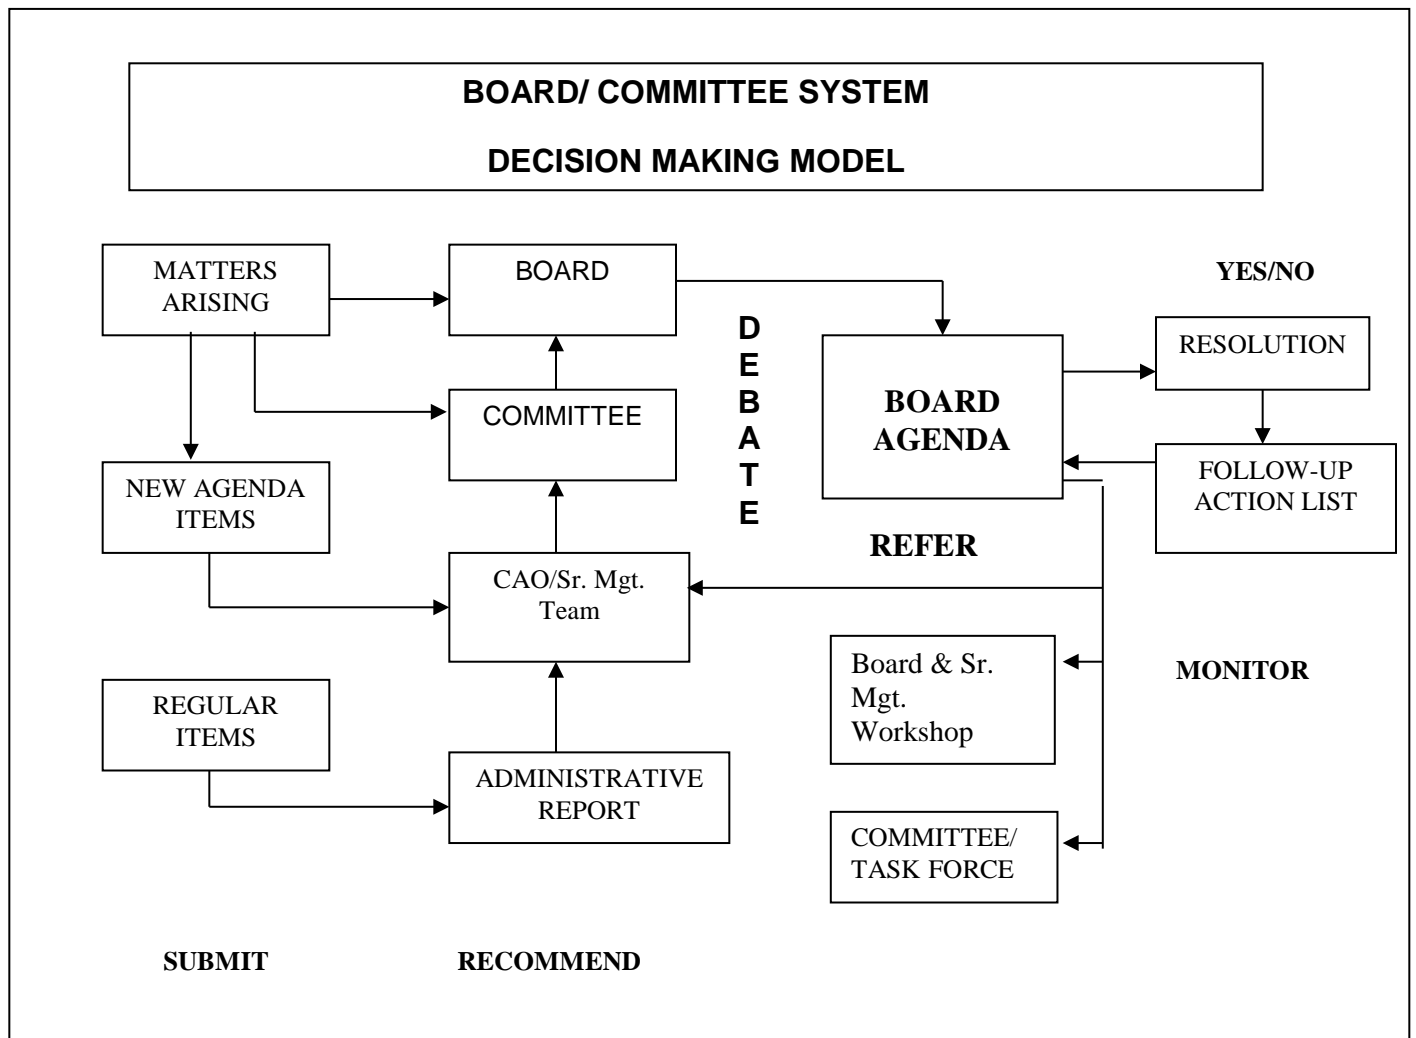 BOARD/ COMMITTEE SYSTEM
DECISION MAKING MODEL
MATTERS
ARISING
BOARD
YES/NO
D
E
B
A
T
E
RESOLUTION
COMMITTEE
BOARD
AGENDA
NEW AGENDA
ITEMS
FOLLOW-UP
ACTION LIST
REFER
CAO/Sr. Mgt.
Team
Board & Sr.
Mgt.
Workshop
MONITOR
REGULAR
ITEMS
ADMINISTRATIVE
REPORT
COMMITTEE/
TASK FORCE
SUBMIT
RECOMMEND